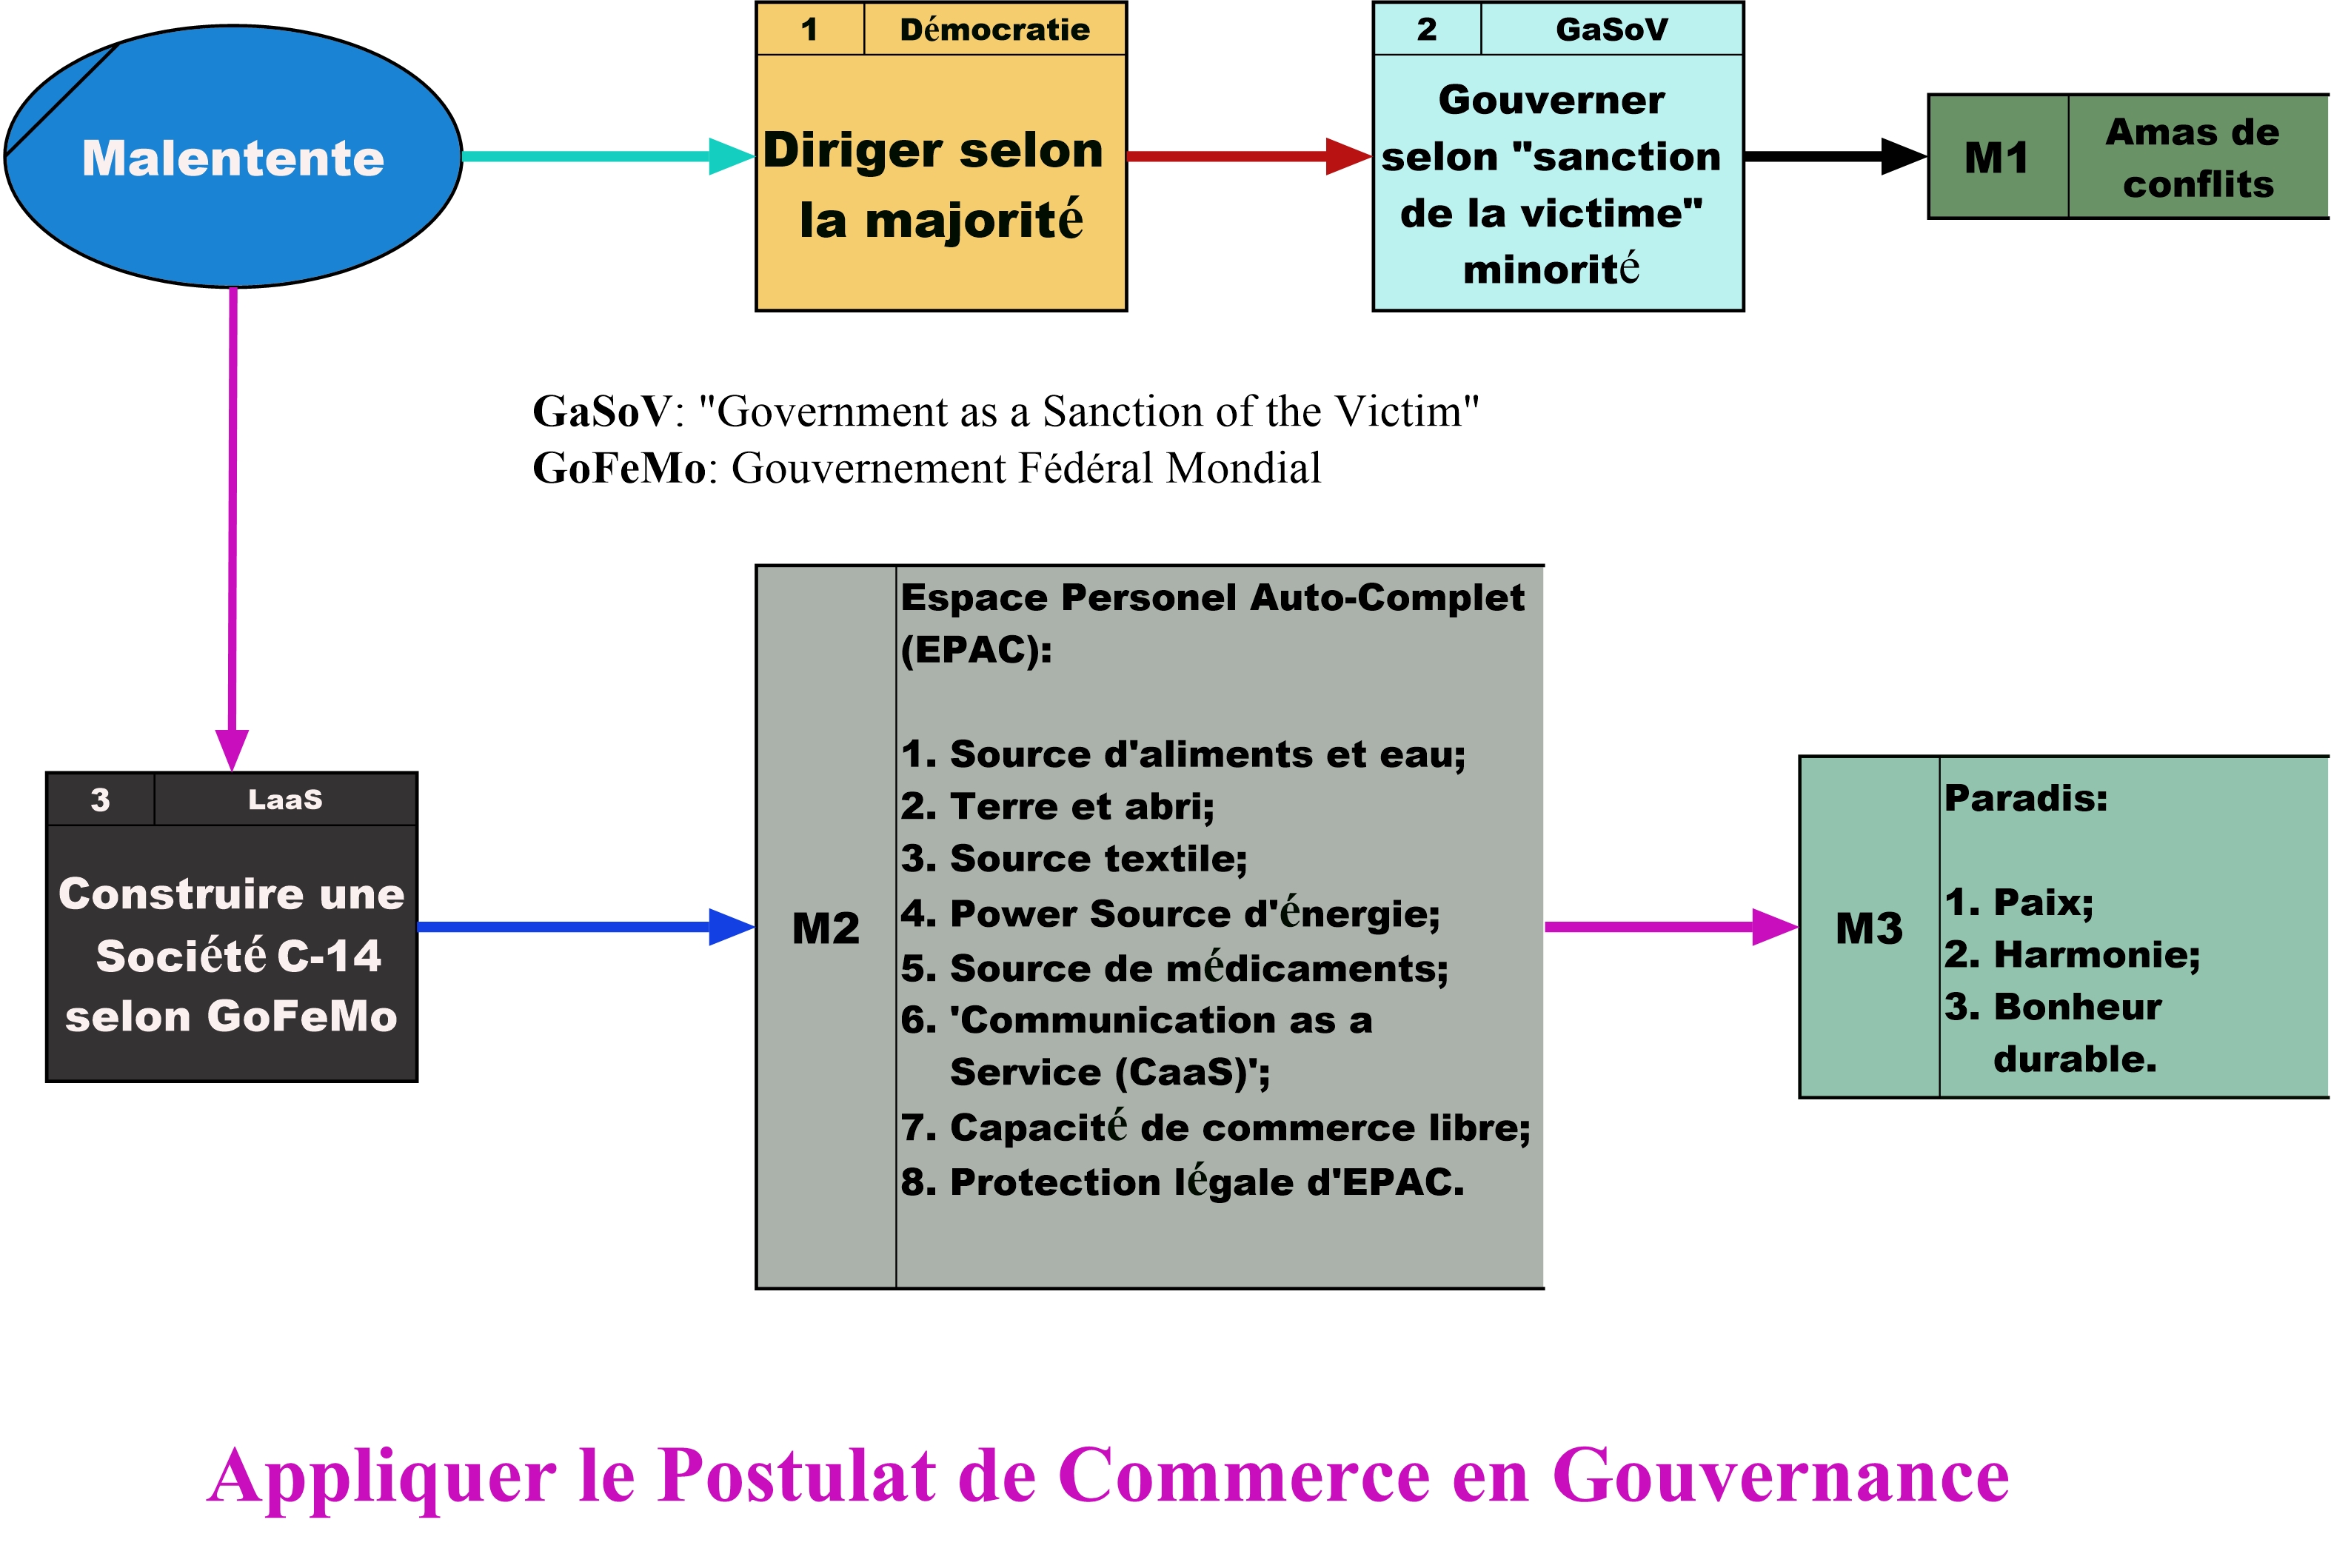 Malentente
1 Démocratie
Diriger selon
la majorité
2 GaSoV
Gouverner
selon "sanction
de la victime"
minorité
M1
Amas de
conflits
GaSoV: "Government as a Sanction of the Victim"
GoFeMo: Gouvernement Fédéral Mondial
3 LaaS
Construire une
Société C-14
selon GoFeMo
M2
Espace Personel Auto-Complet
(EPAC):
1. Source d'aliments et eau;
2. Terre et abri;
3. Source textile;
4. Power Source d'énergie;
5. Source de médicaments;
6. 'Communication as a
Service (CaaS)';
7. Capacité de commerce libre;
8. Protection légale d'EPAC.
M3
Paradis:
1. Paix;
2. Harmonie;
3. Bonheur
durable.
Appliquer le Postulat de Commerce en Gouvernance